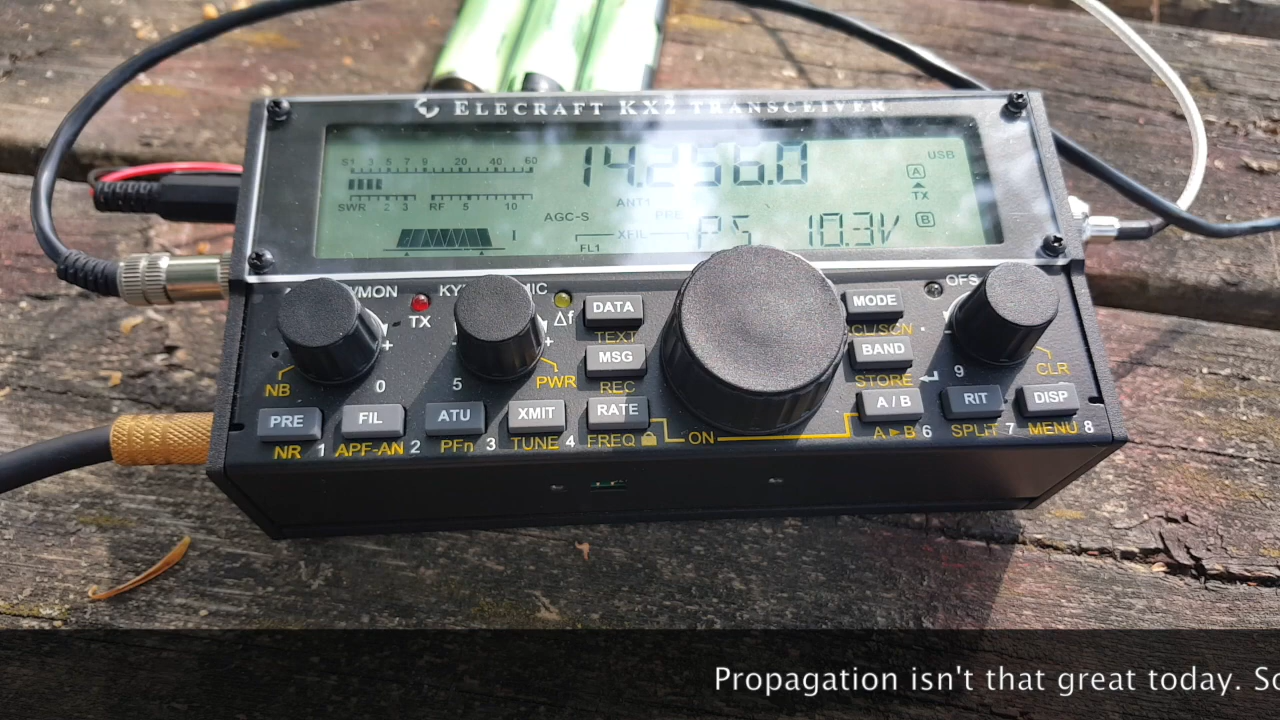 ELECRAFT KX2 TRANSCEIVER
S1 3 5 7 9 20 40 60
14.256.0
USB
A
TX
B
SWR 2 3 RF 5 10
ANT1
AGC-S
PRE
XFIL
FL1
PS 10.3V
MON
TX
MIC
Δf
DATA
TEXT
MODE
OFS
MSG
REC
BAND
STORE
NB
0
+
5
+
PWR
9
CLR
PRE
FIL
ATU
XMIT
RATE
A / B
RIT
DISP
NR 1 APF-AN 2 PFn 3 TUNE 4 FREQ
ON
A►B 6 SPLIT 7 MENU 8
Propagation isn't that great today.